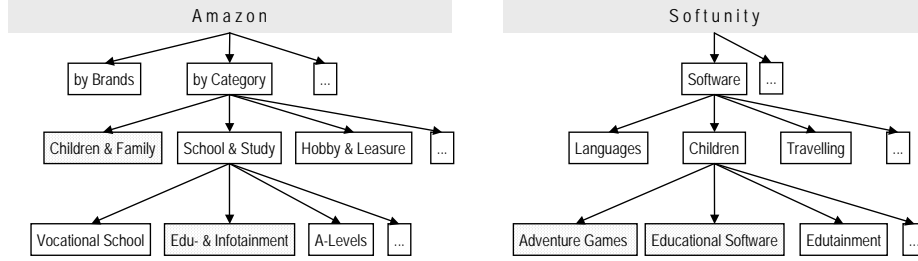 Amazon
by Brands by Category ...
Children & Family School & Study Hobby & Leasure ...
Vocational School Edu- & Infotainment A-Levels ...
Softunity
Software ...
Languages Children Travelling ...
Adventure Games Educational Software Edutainment ...